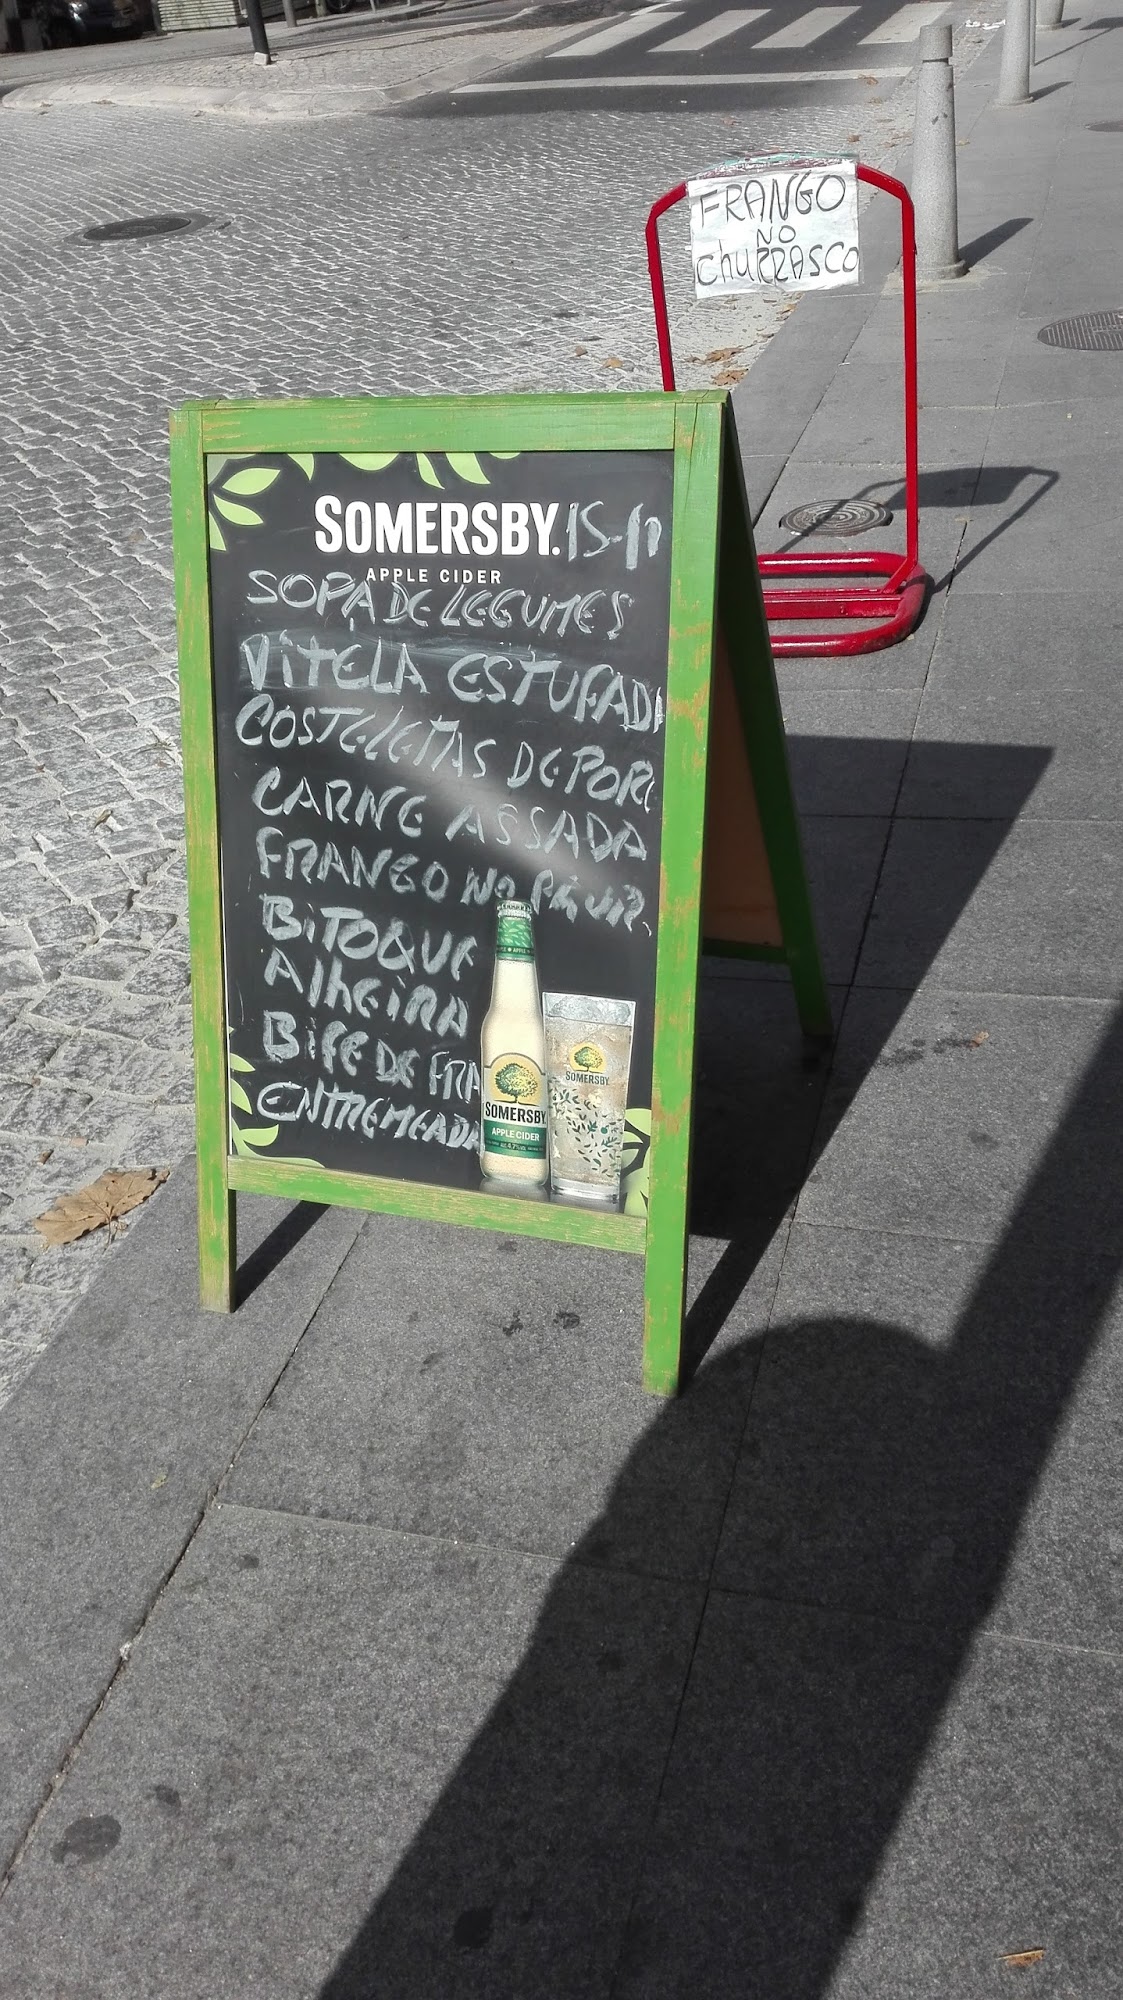 FRANGO
NO
ChURRASCO
SOMERSBY. 15-11
APPLE CIDER
SOPA DE LEGUMES
VITELA ESTUFADA
COSTELETAS DE PORC
CARNE ASSADA
FRANGO NO
BITOQUE
AlhEiRA
BIFE DE FRA
ENTREMEADA
SOMERSBY
SOMERSBY
APPLE CIDER